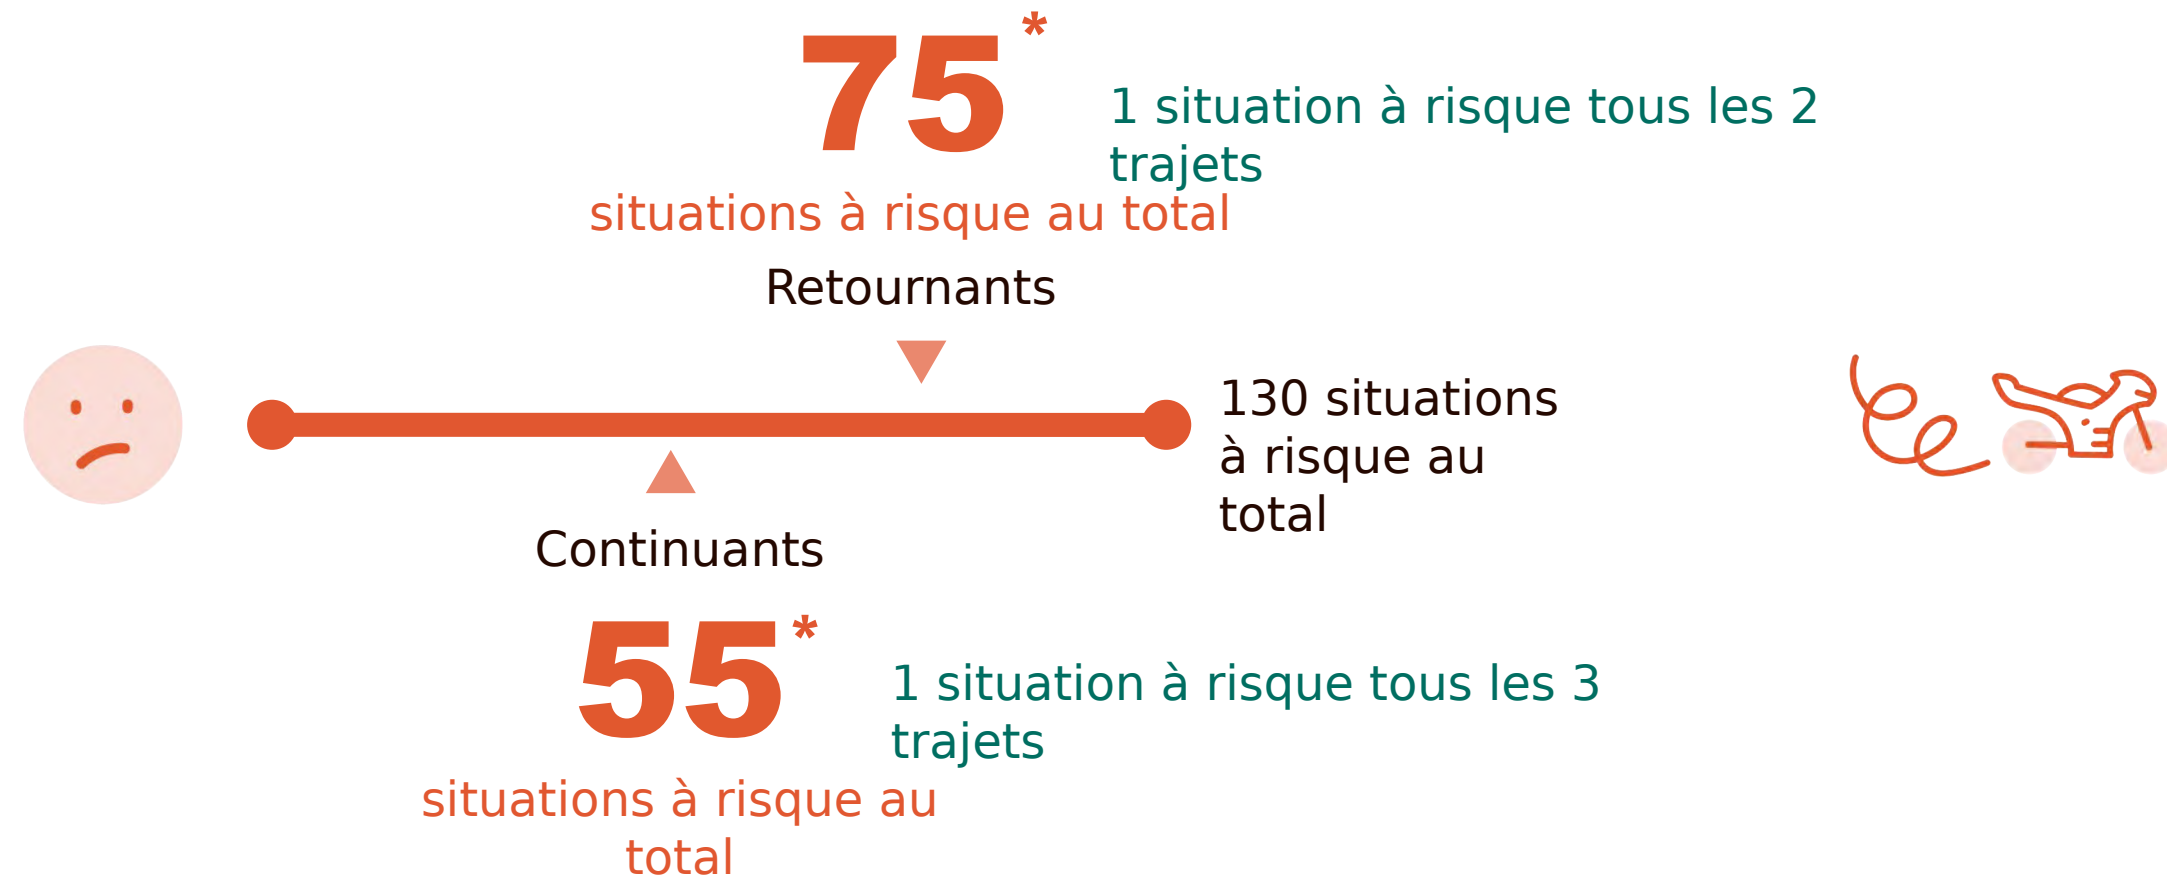 75*
1 situation à risque tous les 2
trajets
situations à risque au total
Retournants
130 situations
à risque au
total
Continuants
55*
1 situation à risque tous les 3
trajets
situations à risque au
total